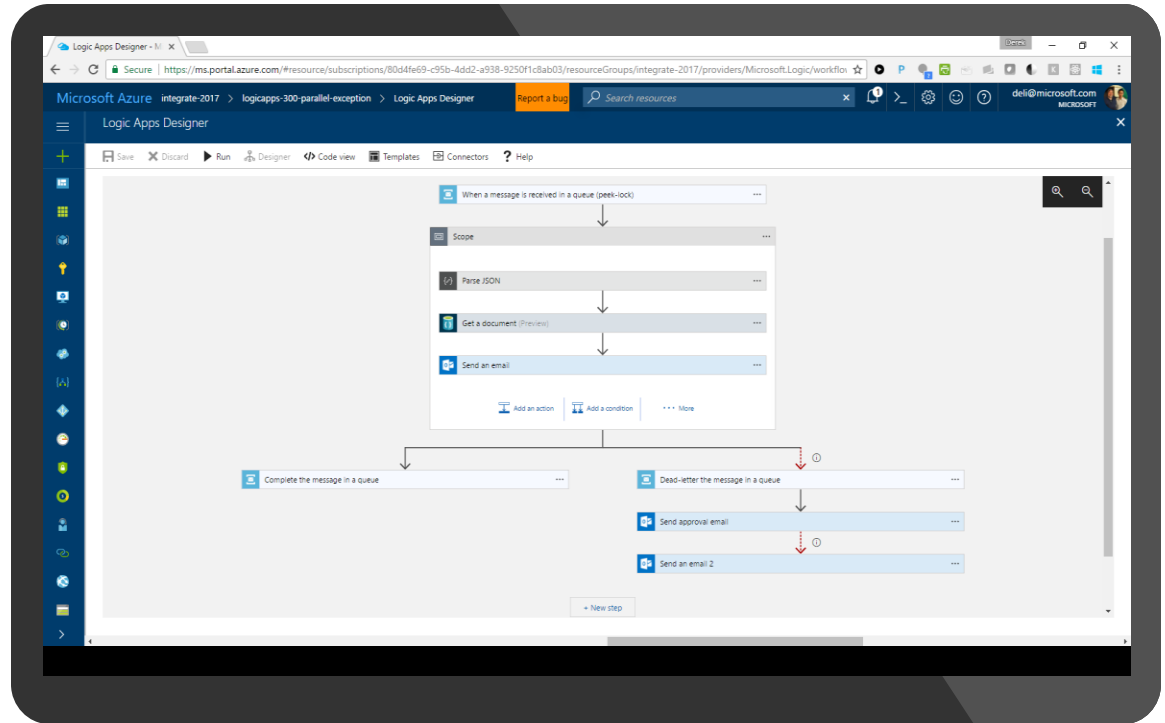 Logic Apps Designer - M
Derek
Secure
https://ms.portal.azure.com/#resource/subscriptions/80d4fe69-c95b-4dd2-a938-9250f1c8ab03/resourceGroups/integrate-2017/providers/Microsoft.Logic/workflow
Microsoft Azure integrate-2017 > logicapps-300-parallel-exception > Logic Apps Designer
Report a bug
Search resources
1
deli@microsoft.com
MICROSOFT
Logic Apps Designer
Save Discard Run Designer Code view Templates Connectors Help
When a message is received in a queue (peek-lock)
Scope
Parse JSON
Get a document (Preview)
Send an email
Add an action Add a condition More
Complete the message in a queue
Dead-letter the message in a queue
Send approval email
Send an email 2
+ New step